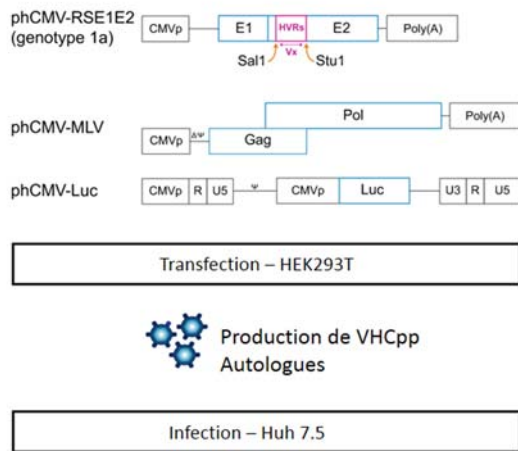 phCMV-RSE1E2
(genotype 1a)
CMVp E1 HVRs E2 Poly(A)
Vx
Sal1 Stu1
Pol Poly(A)
phCMV-MLV
CMVp ΔΨ Gag
phCMV-Luc CMVp R U5 Ψ CMVp Luc U3 R U5
Transfection – HEK293T
Production de VHCpp
Autologues
Infection – Huh 7.5